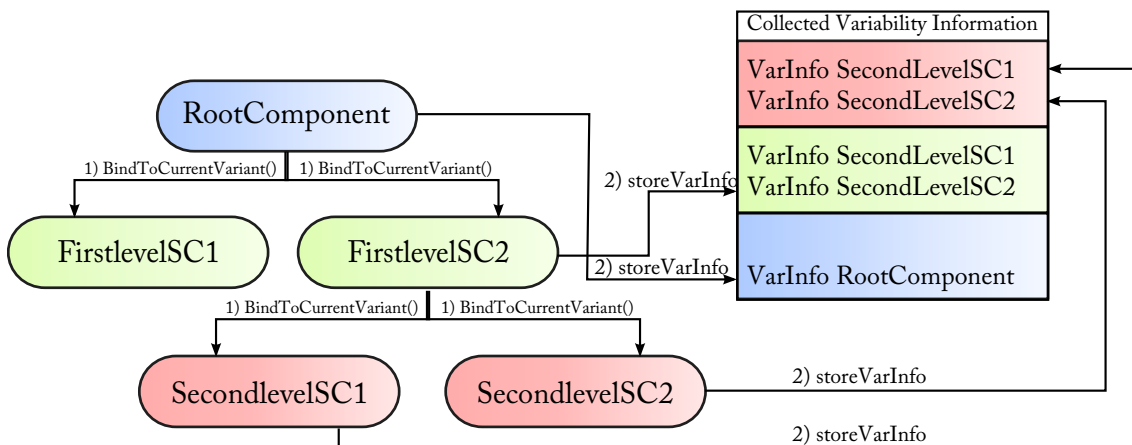 Collected Variability Information
VarInfo SecondLevelSC1
VarInfo SecondLevelSC2
RootComponent
VarInfo SecondLevelSC1
VarInfo SecondLevelSC2
1) BindToCurrentVariant()
1) BindToCurrentVariant()
2) storeVarInfo
FirstlevelSC1
FirstlevelSC2
2) storeVarInfo
VarInfo RootComponent
1) BindToCurrentVariant()
1) BindToCurrentVariant()
SecondlevelSC1
SecondlevelSC2
2) storeVarInfo
2) storeVarInfo